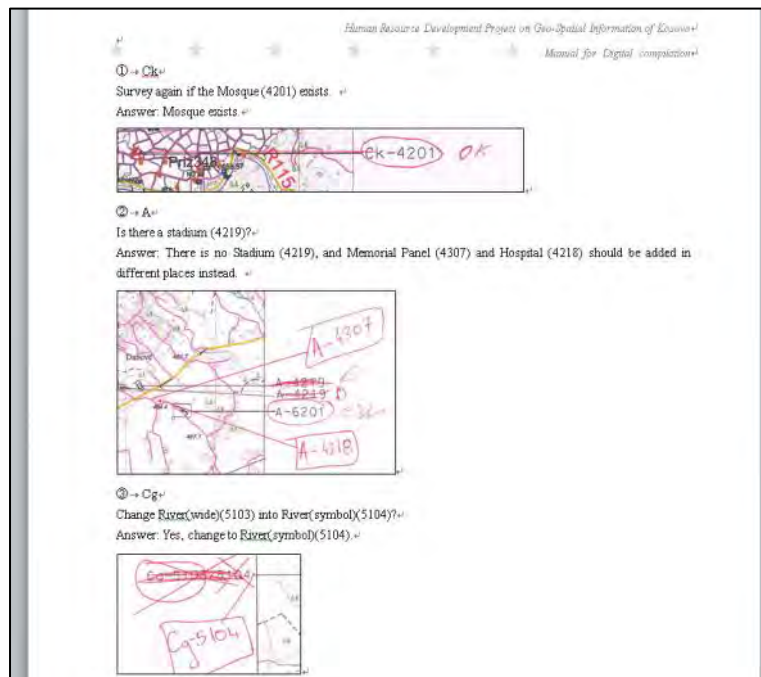 Human Resource Development Project on Geo-Spatial Information of Kosovo
Manual for Digital compilation
① → Ck
Survey again if the Mosque (4201) exists.
Answer: Mosque exists.
Priz346
R115
Ck-4201 OK
② → A
Is there a stadium (4219)?
Answer: There is no Stadium (4219), and Memorial Panel (4307) and Hospital (4218) should be added in
different places instead.
A-4307
A-4219
A-4219
A-6201
A-4218
③ → Cg
Change River(wide)(5103) into River(symbol)(5104)?
Answer: Yes, change to River(symbol)(5104).
Cg-5104